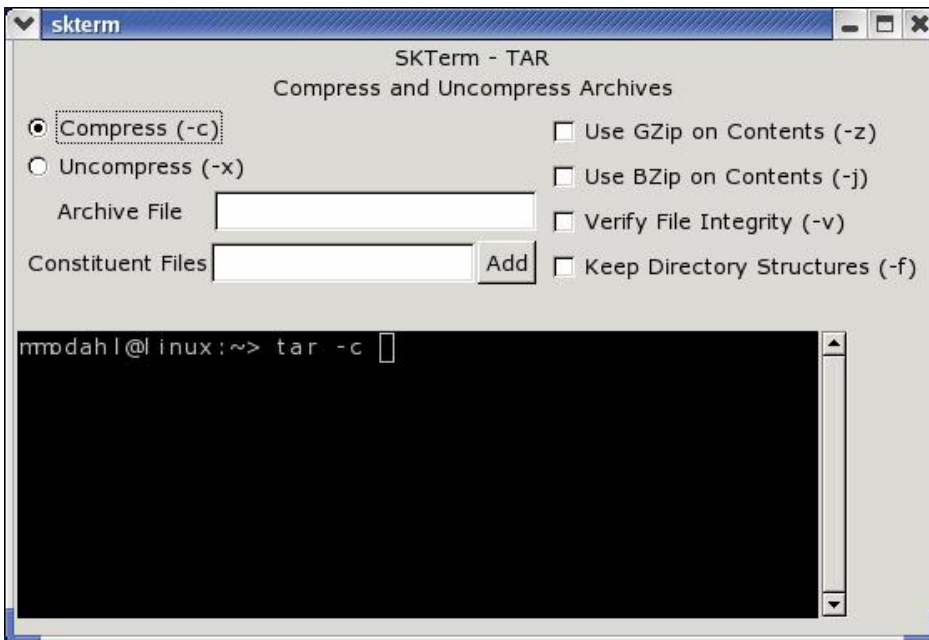 skterm
SKTerm - TAR
Compress and Uncompress Archives
Compress (-c)
Uncompress (-x)
Archive File
Constituent Files
Add
Use GZip on Contents (-z)
Use BZip on Contents (-j)
Verify File Integrity (-v)
Keep Directory Structures (-f)
mmodahl@linux:~> tar -c